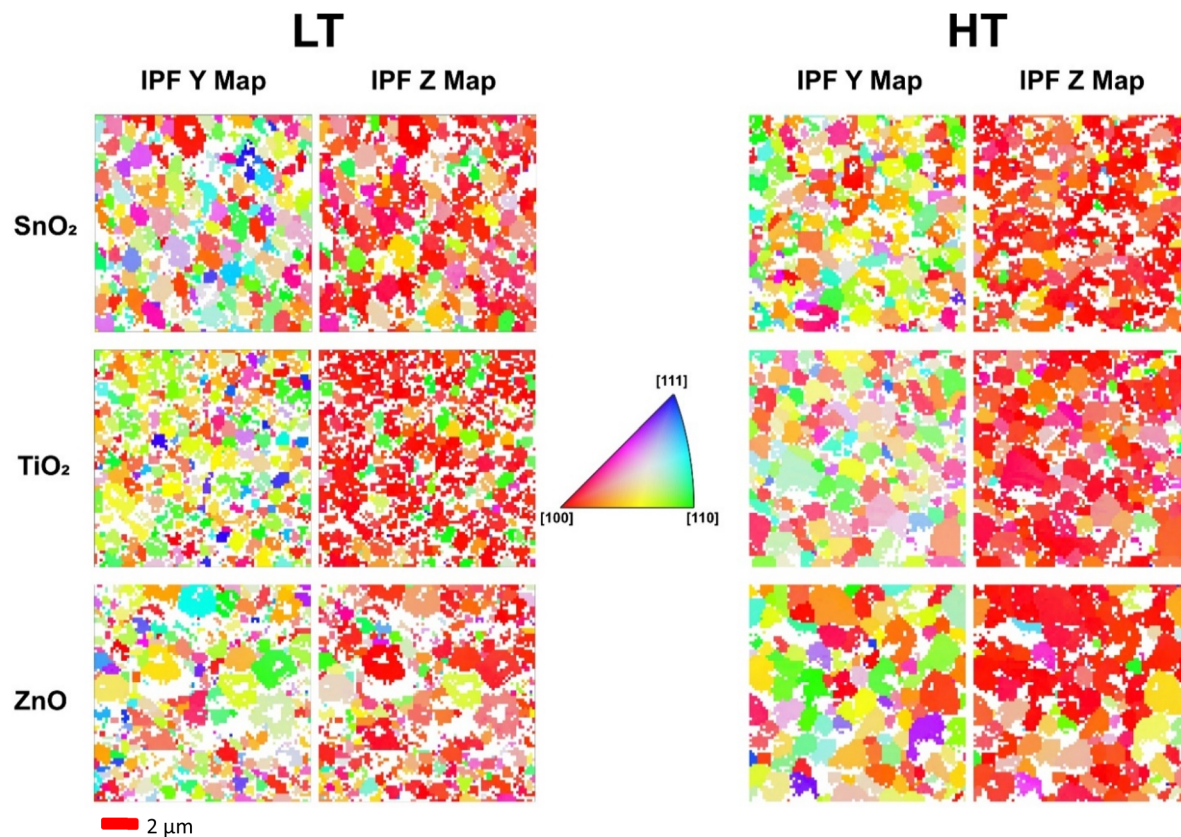 LT
HT
IPF Y Map
IPF Z Map
IPF Y Map
IPF Z Map
SnO₂
TiO₂
[111]
[100]
[110]
ZnO
2 µm